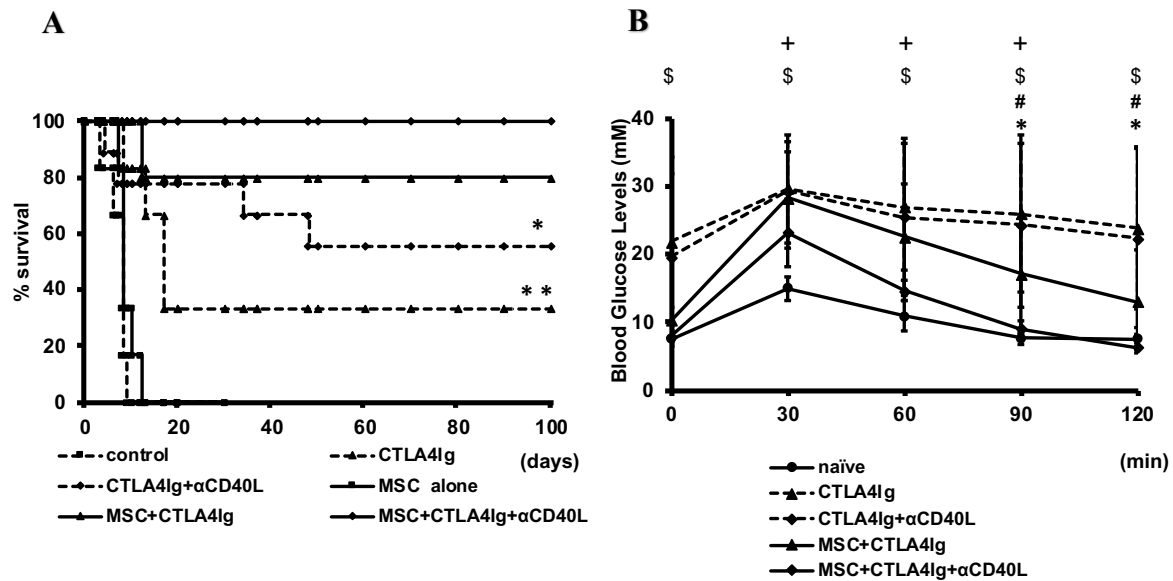 A
% survival
100
80
60
40
20
0
0 20 40 60 80 100
(days)
*
* *
control
CTLA4Ig
CTLA4Ig+αCD40L
MSC alone
MSC+CTLA4Ig
MSC+CTLA4Ig+αCD40L
B
+ + +
$ $ $ $ $
# #
* *
Blood Glucose Levels (mM)
40
30
20
10
0
0 30 60 90 120
(min)
naïve
CTLA4Ig
CTLA4Ig+αCD40L
MSC+CTLA4Ig
MSC+CTLA4Ig+αCD40L